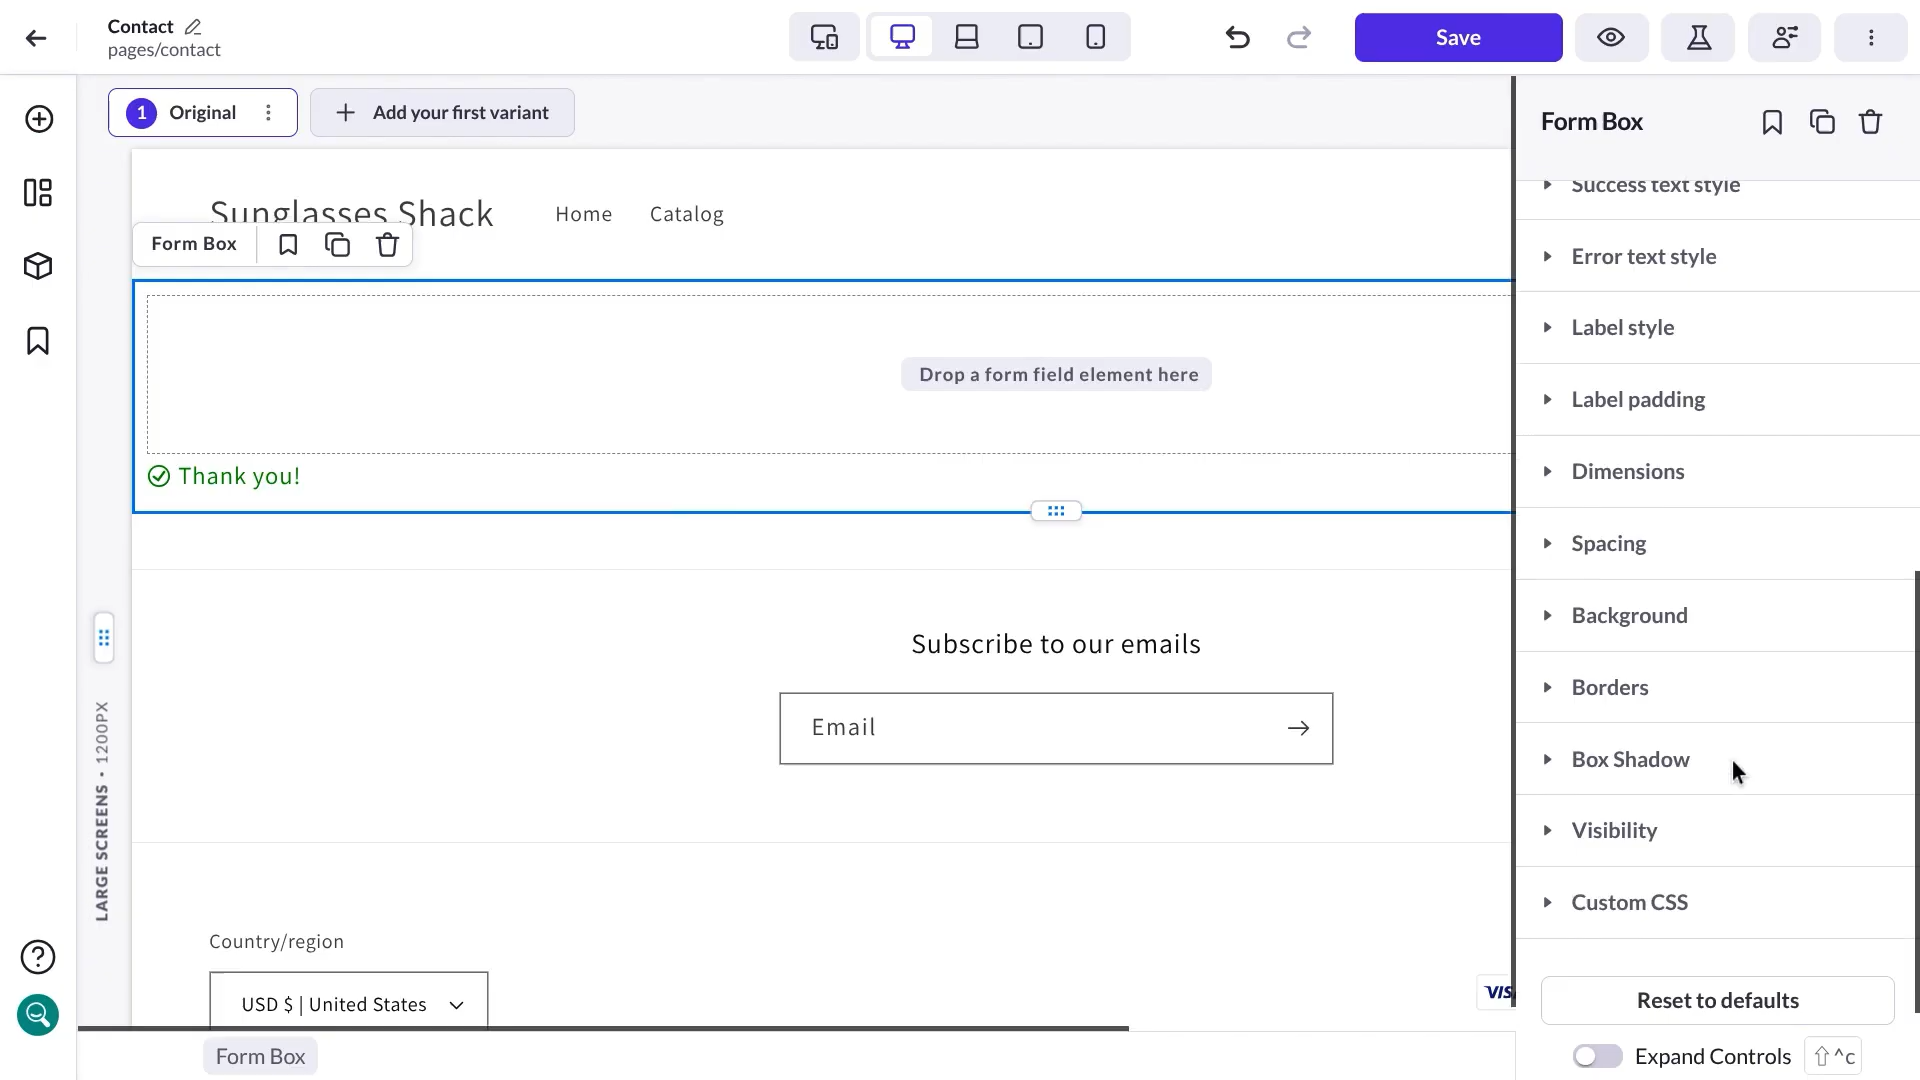 Contact
pages/contact
Save
1 Original
Add your first variant
Form Box
Sunglasses Shack
Home
Catalog
Form Box
Success text style
Error text style
Label style
Label padding
Dimensions
Spacing
Background
Borders
Box Shadow
Visibility
Custom CSS
Reset to defaults
Expand Controls
⇧^c
Drop a form field element here
Thank you!
Subscribe to our emails
Email
LARGE SCREENS • 1200PX
Country/region
USD $ | United States
VISA
Form Box